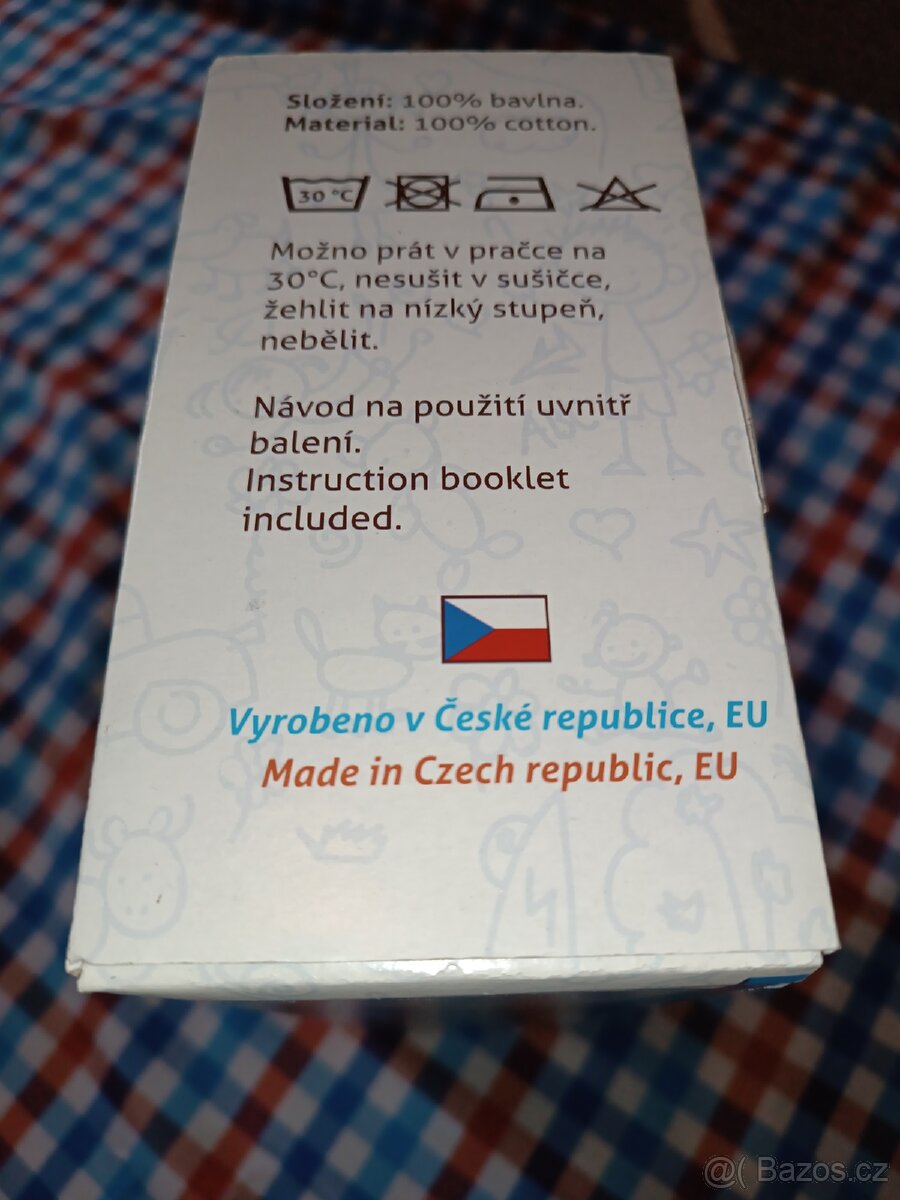 Složení: 100% bavlna.
Material: 100% cotton.
30 °C
Možno prát v pračce na
30°C, nesušit v sušičce,
žehlit na nízký stupeň,
nebělit.
Návod na použití uvnitř
balení.
Instruction booklet
included.
Vyrobeno v České republice, EU
Made in Czech republic, EU
@( Bazos.cz